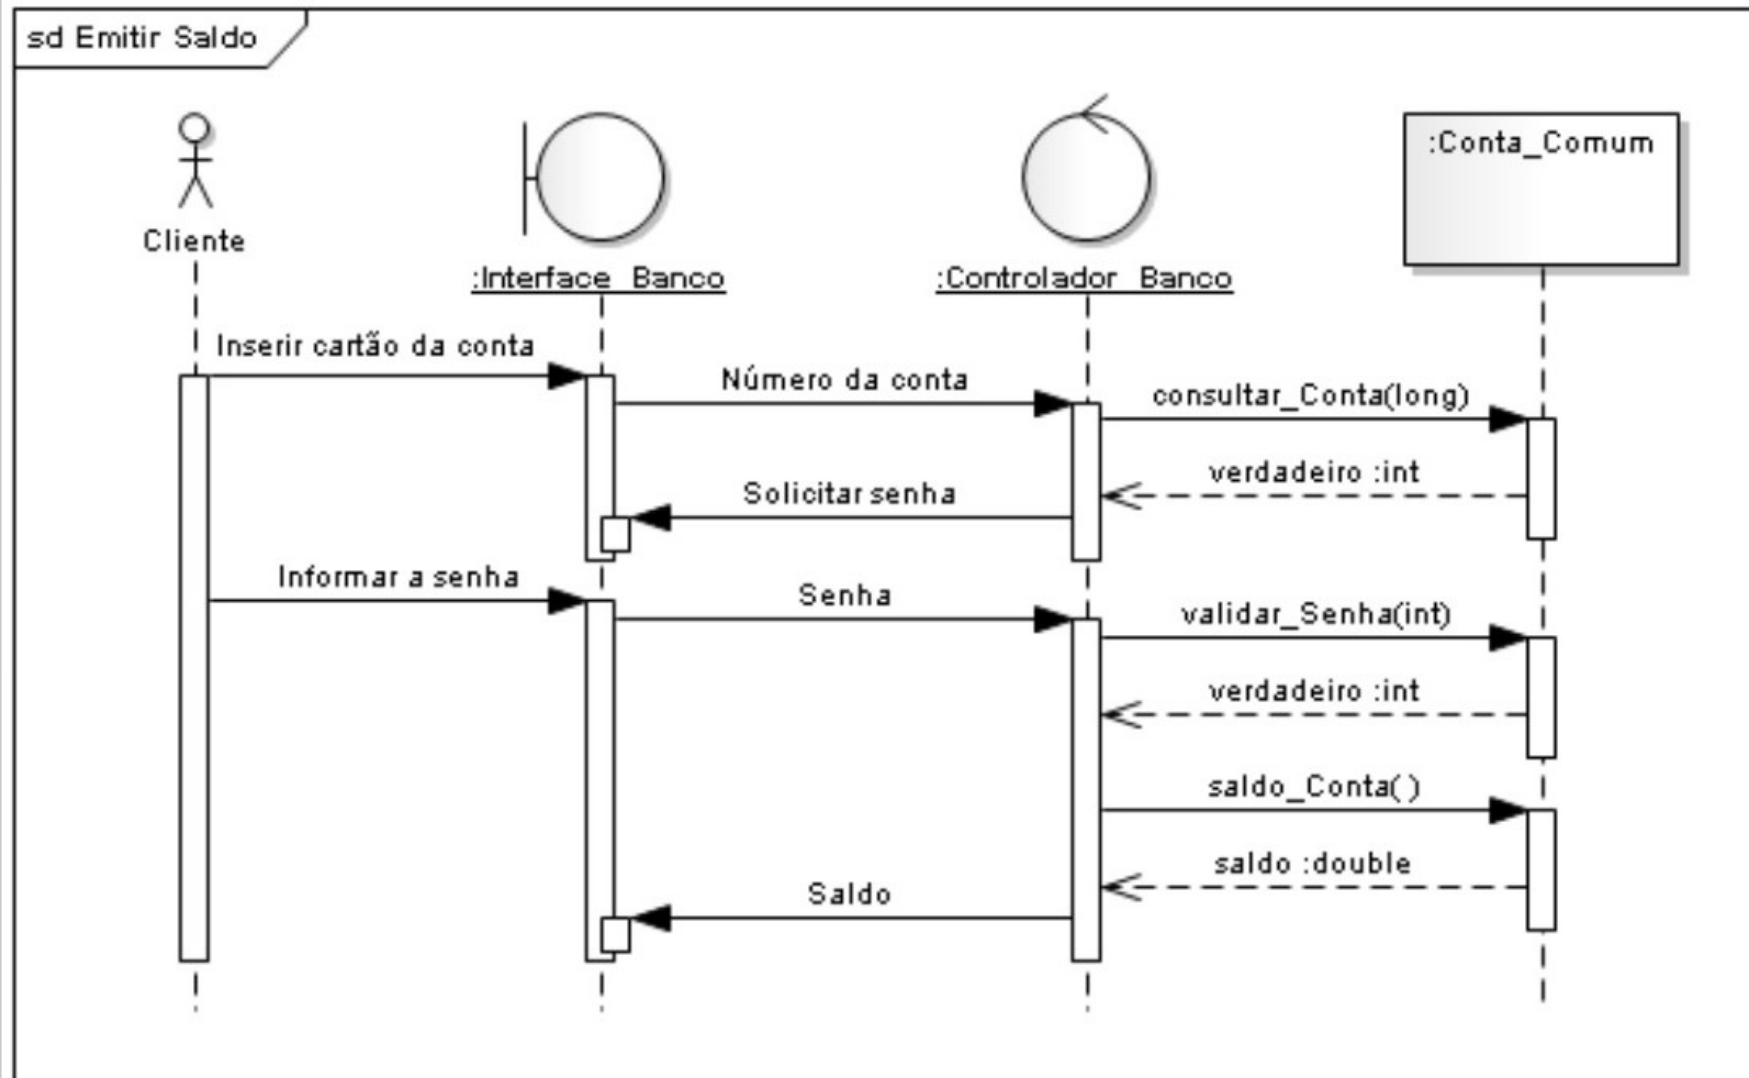 sd Emitir Saldo
Cliente
:Interface_Banco
:Controlador_Banco
:Conta_Comum
Inserir cartão da conta
Número da conta
consultar_Conta(long)
verdadeiro :int
Solicitar senha
Informar a senha
Senha
validar_Senha(int)
verdadeiro :int
saldo_Conta( )
saldo :double
Saldo